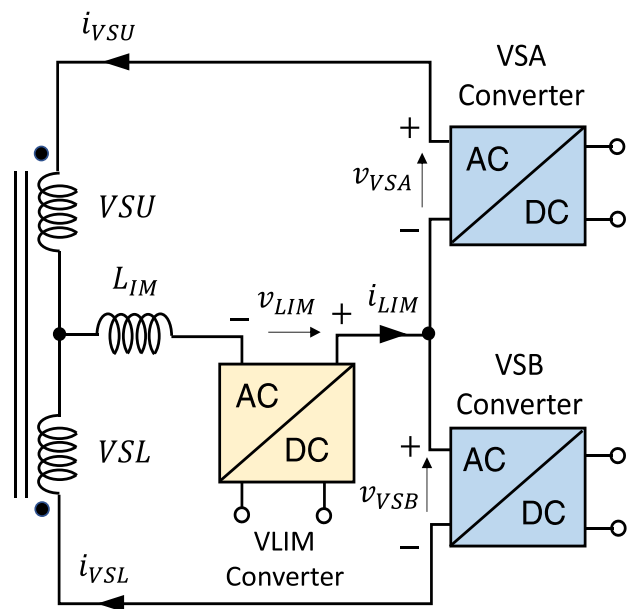 i_VSU
VSA
Converter
+
AC
DC
v_VSA
−
VSU
L_IM
−
v_LIM
+
i_LIM
VSB
Converter
AC
DC
+
AC
DC
VSL
v_VSB
−
VLIM
Converter
i_VSL